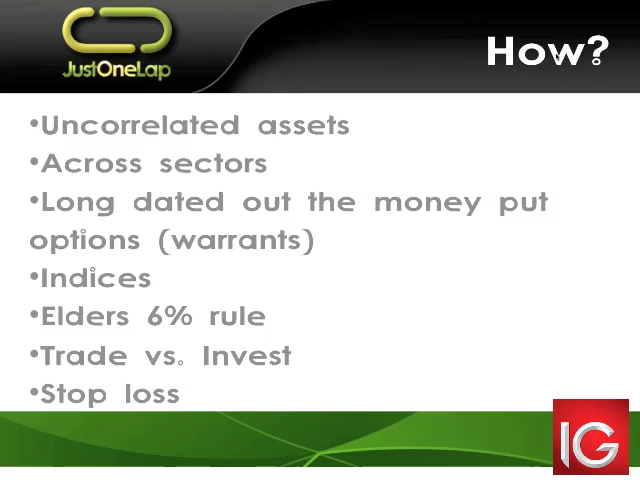 JustOneLap
How?
•Uncorrelated assets
•Across sectors
•Long dated out the money put
options (warrants)
•Indices
•Elders 6% rule
•Trade vs. Invest
•Stop loss
IG